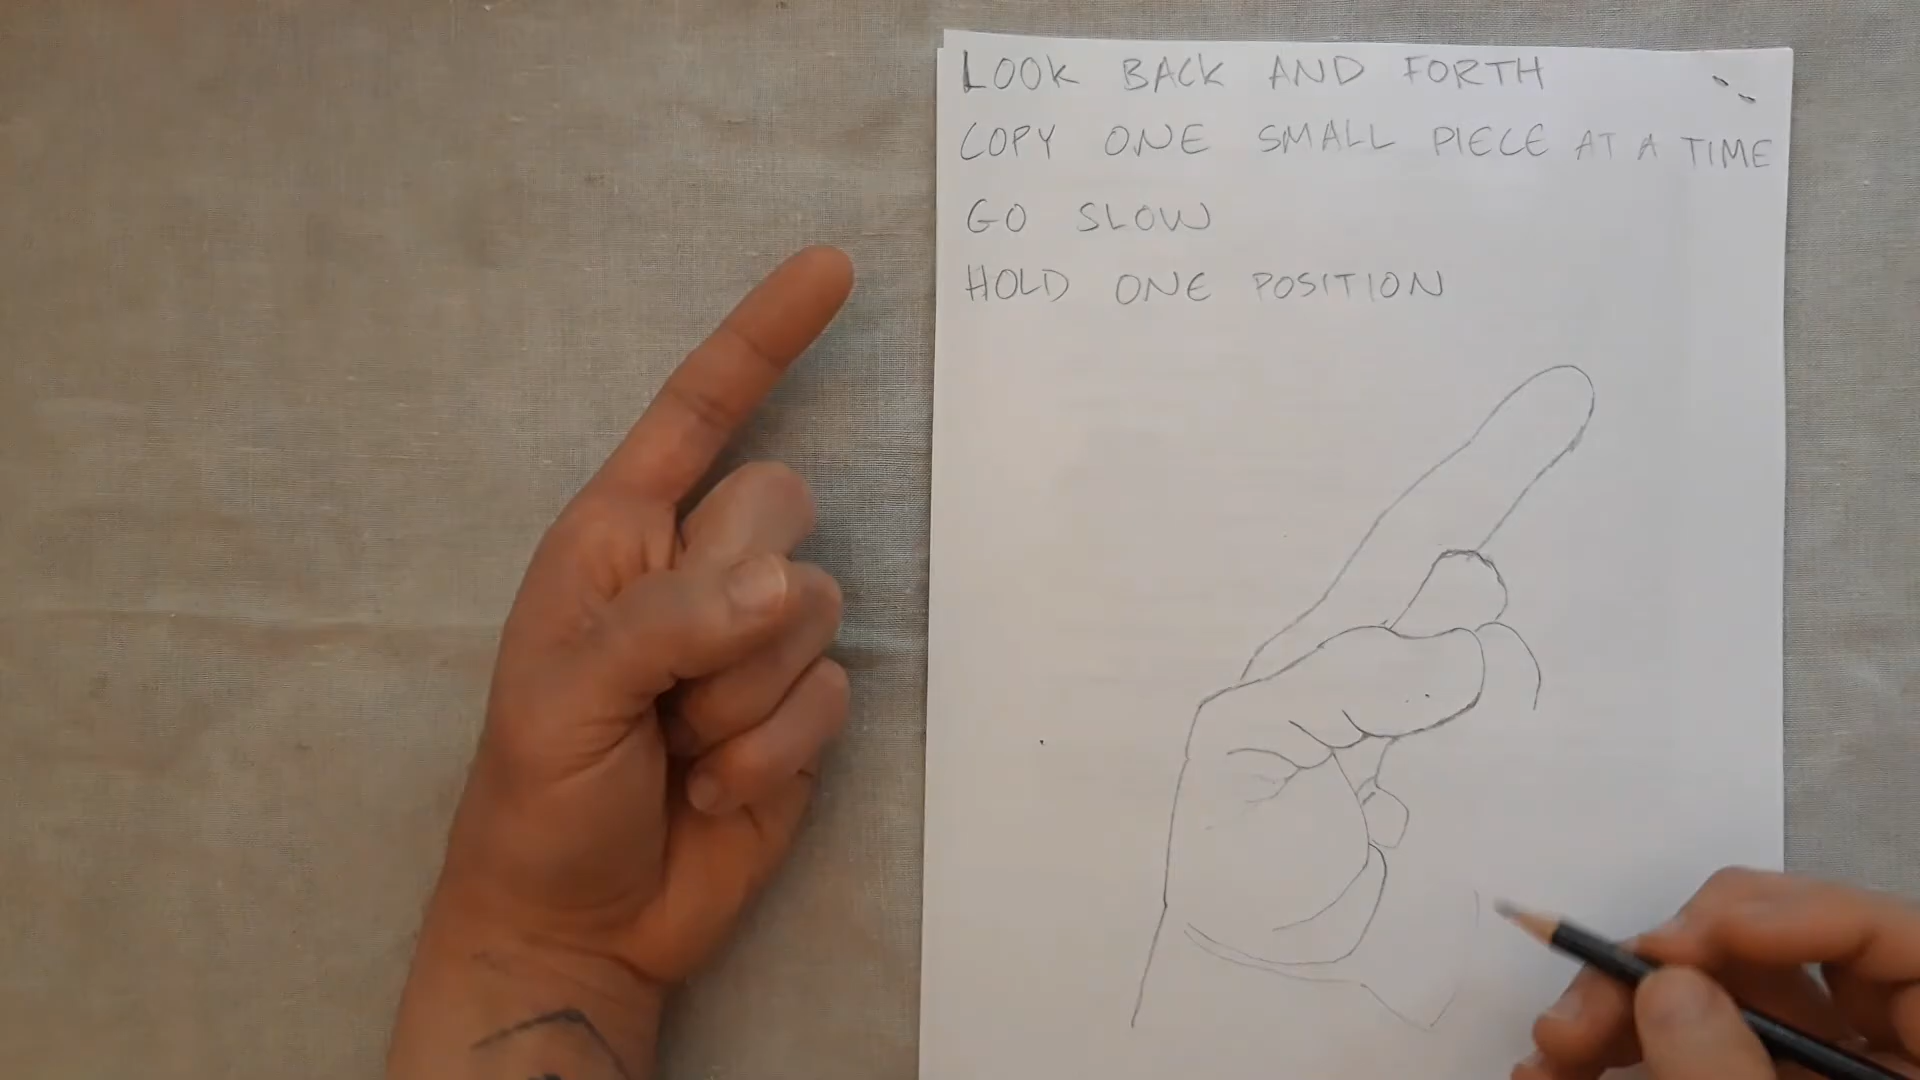 LOOK BACK AND FORTH
COPY ONE SMALL PIECE AT A TIME
GO SLOW
HOLD ONE POSITION